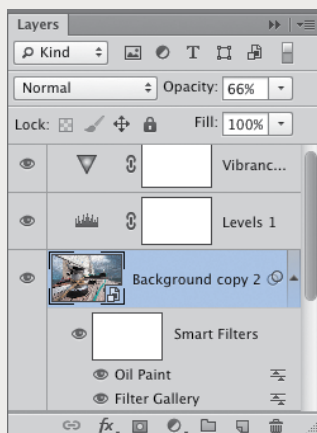 Layers
Kind
Normal Opacity: 66%
Lock: Fill: 100%
Vibranc...
Levels 1
Background copy 2
Smart Filters
Oil Paint
Filter Gallery
fx